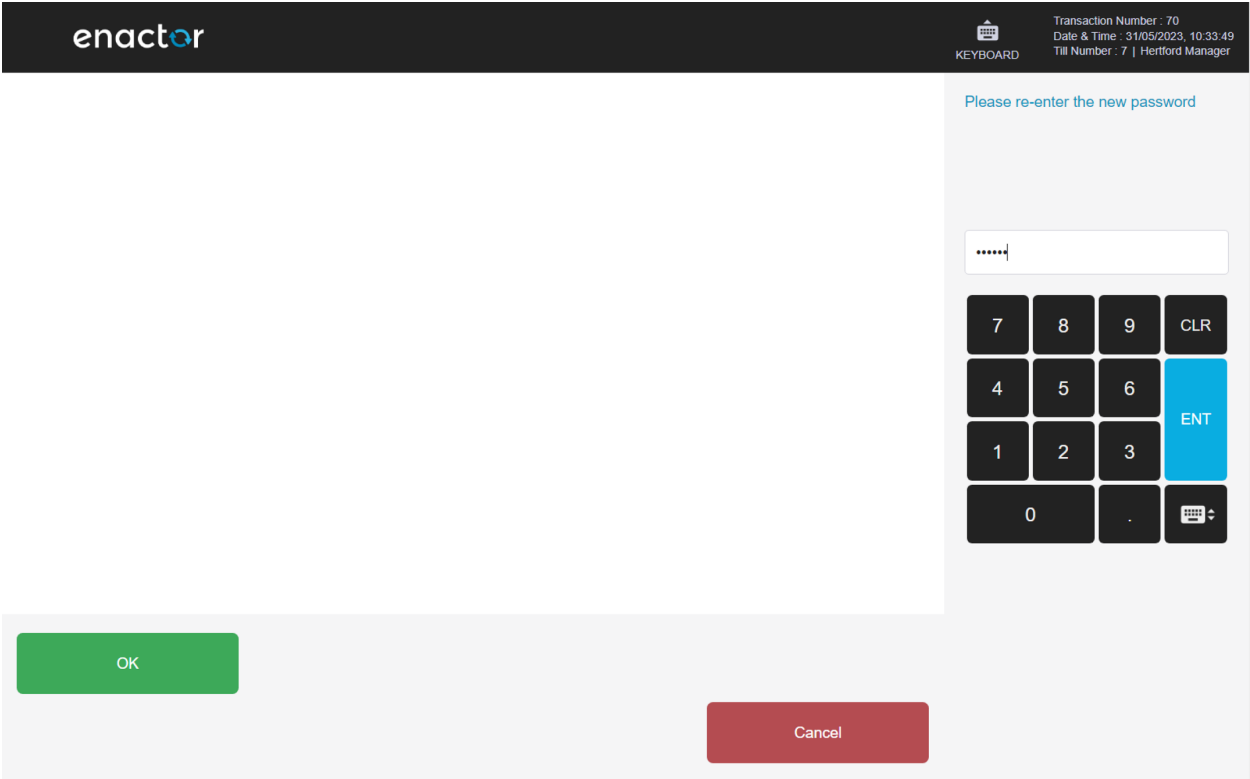 enactor
KEYBOARD
Transaction Number : 70
Date & Time : 31/05/2023, 10:33:49
Till Number : 7 | Hertford Manager
Please re-enter the new password
••••••
7 8 9 CLR
4 5 6
ENT
1 2 3
0 .
OK
Cancel